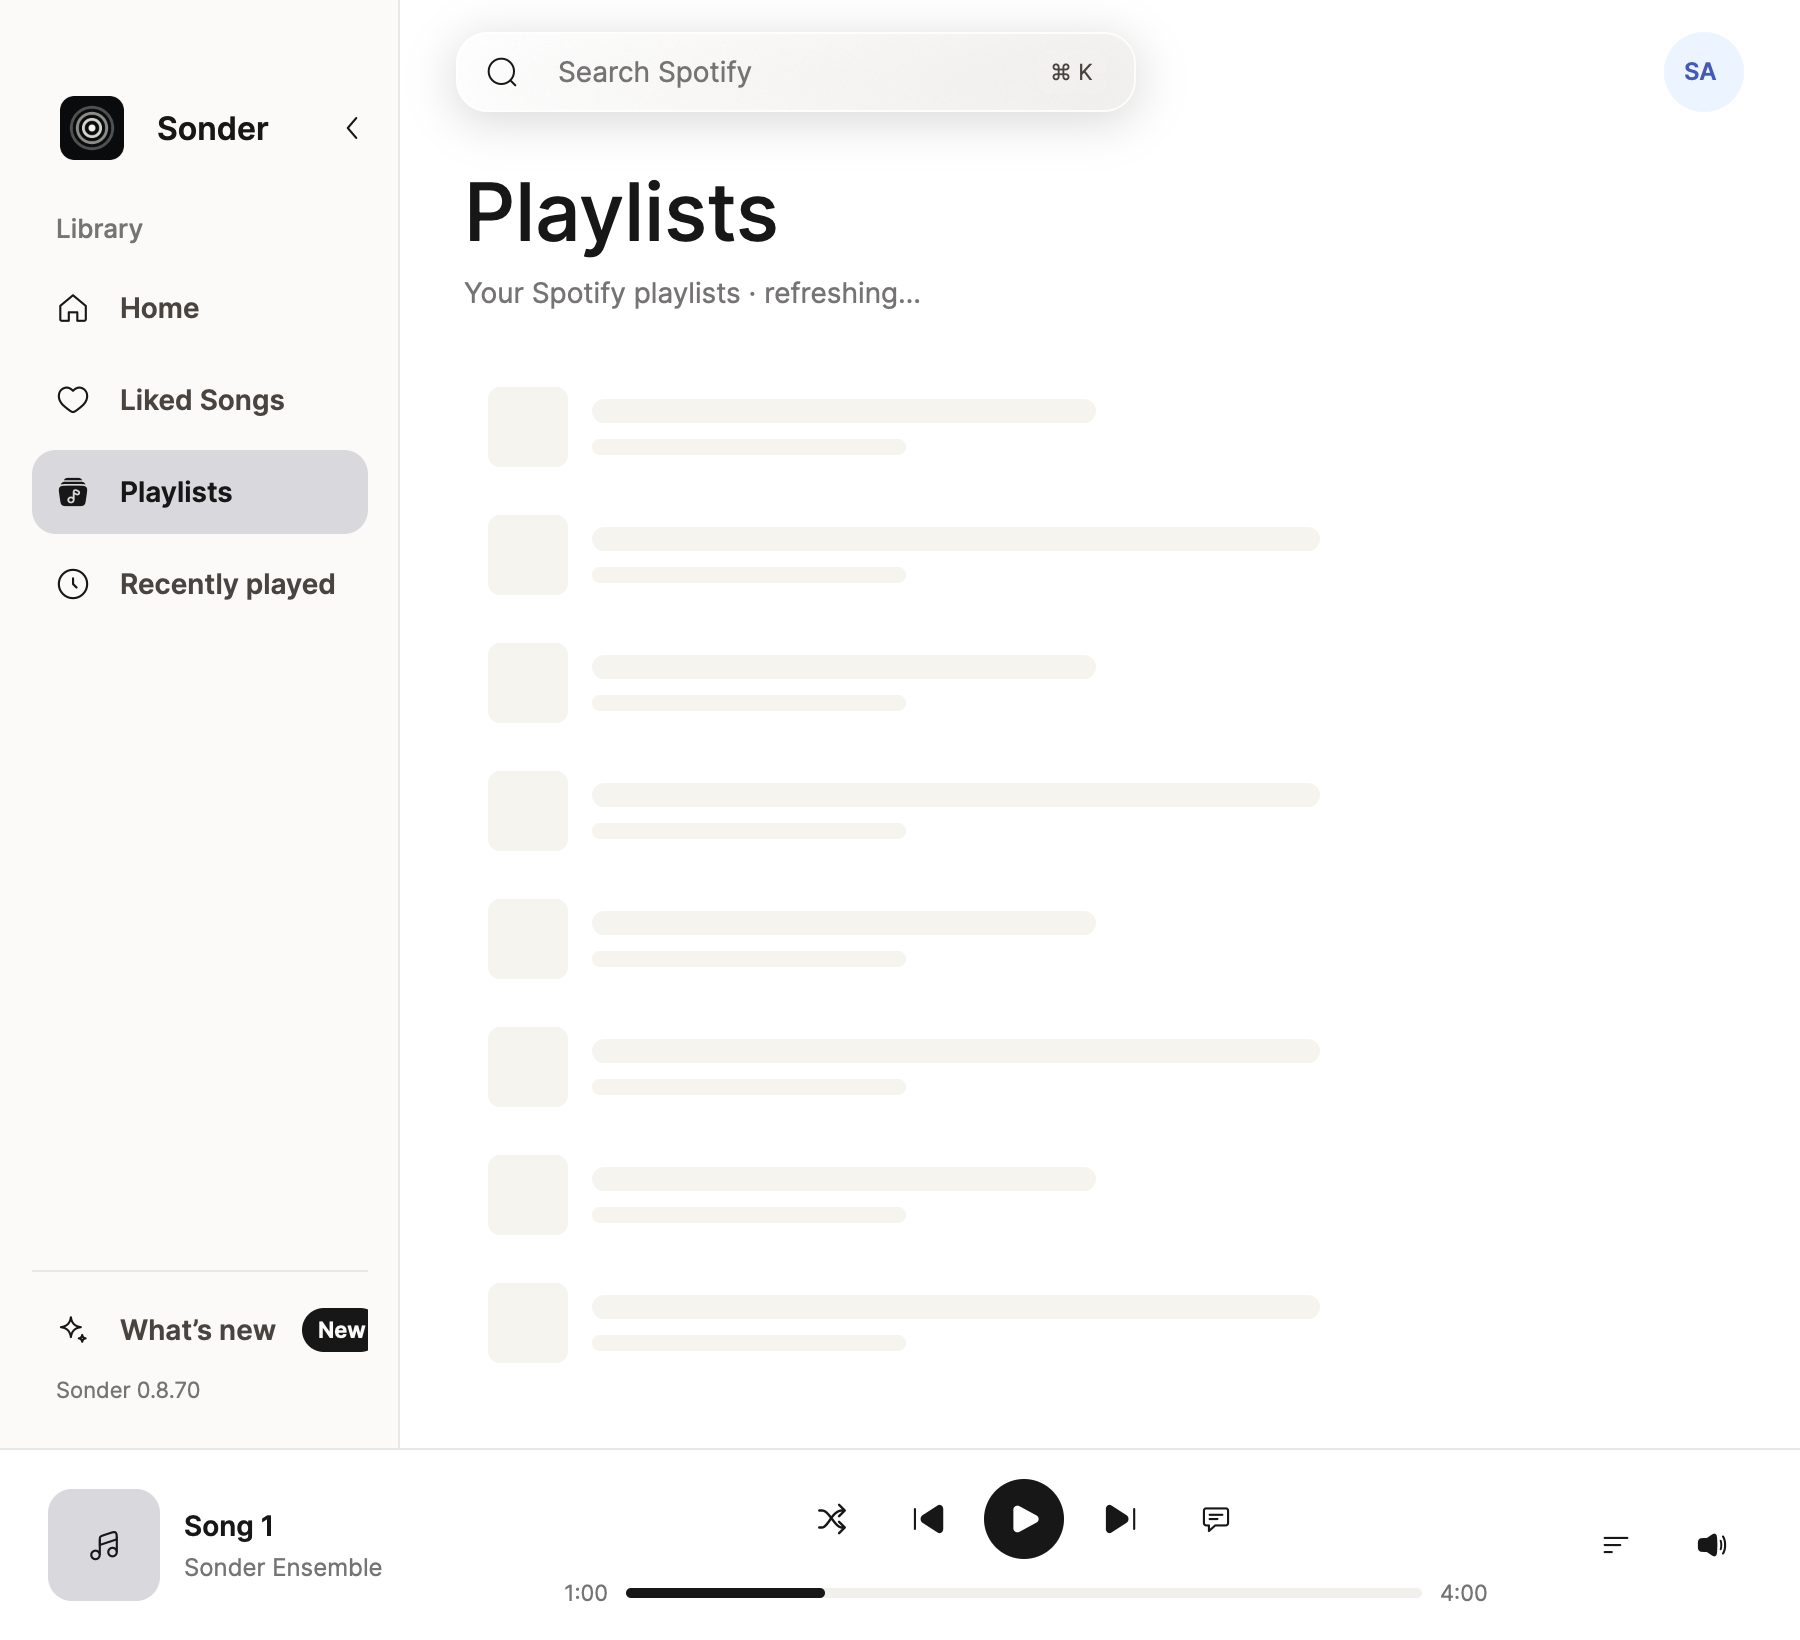 Search Spotify ⌘ K
SA
Sonder
Library
Home
Liked Songs
Playlists
Recently played
Playlists
Your Spotify playlists · refreshing...
What’s new New
Sonder 0.8.70
Song 1
Sonder Ensemble
1:00
4:00